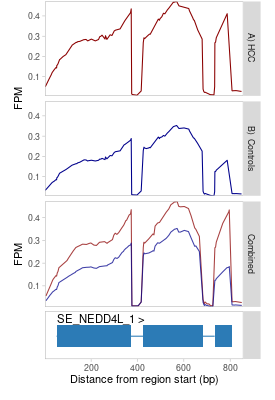 0.4
0.3
0.2
0.1
FPM
A) HCC
0.4
0.3
0.2
0.1
FPM
B): Controls
0.4
0.3
0.2
0.1
FPM
Combined
SE_NEDD4L_1 >
200
400
600
800
Distance from region start (bp)